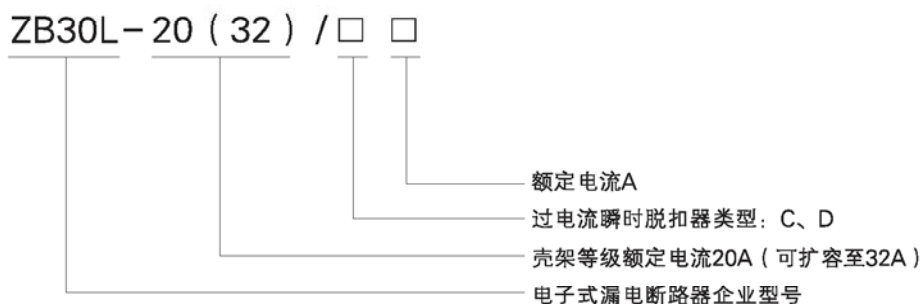 ZB30L-20(32)/□ □
额定电流A
过电流瞬时脱扣器类型：C、D
壳架等级额定电流20A（可扩容至32A）
电子式漏电断路器企业型号